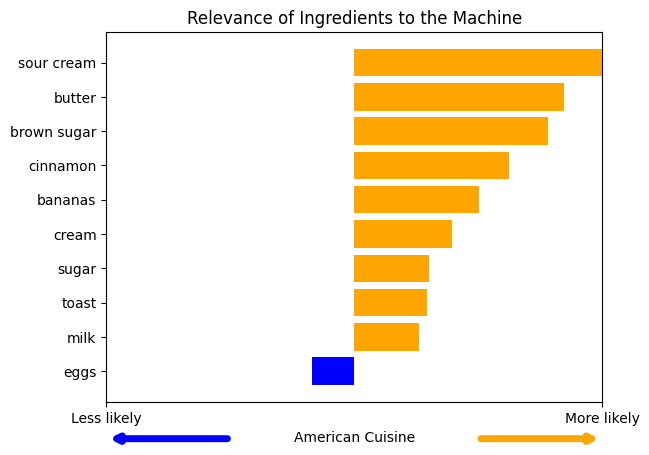 Relevance of Ingredients to the Machine
sour cream
butter
brown sugar
cinnamon
bananas
cream
sugar
toast
milk
eggs
Less likely
More likely
American Cuisine